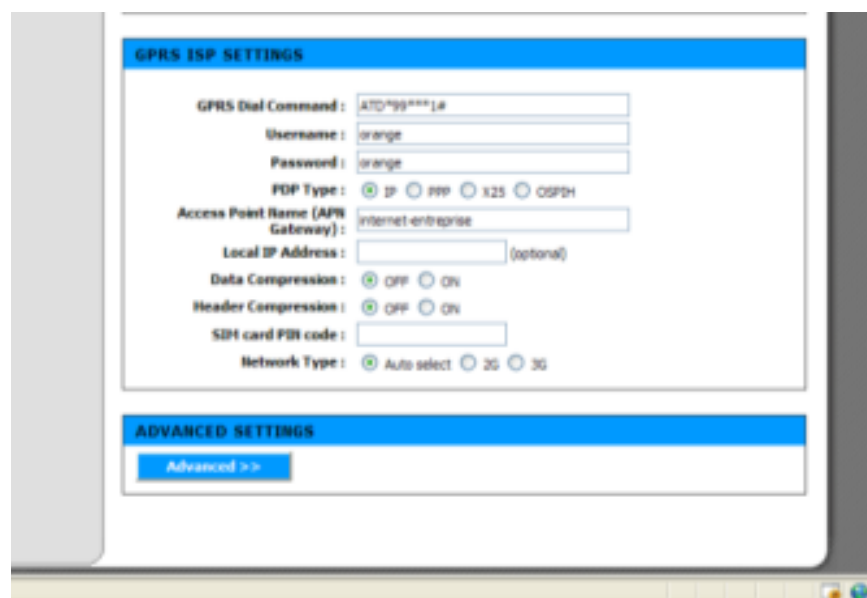 GPRS ISP SETTINGS
GPRS Dial Command : ATD*99***1#
Username : orange
Password : orange
PDP Type : IP PPP X25 OSPIH
Access Point Name (APN
Gateway) : internet-entreprise
Local IP Address : (optional)
Data Compression : OFF ON
Header Compression : OFF ON
SIM card PIN code :
Network Type : Auto select 2G 3G
ADVANCED SETTINGS
Advanced >>